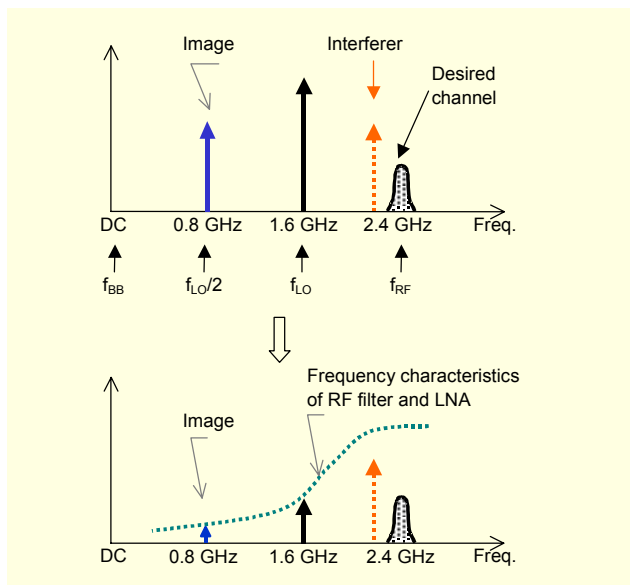 Image
Interferer
Desired
channel
DC 0.8 GHz 1.6 GHz 2.4 GHz Freq.
fBB fLO/2 fLO fRF
Frequency characteristics
of RF filter and LNA
Image
DC 0.8 GHz 1.6 GHz 2.4 GHz Freq.